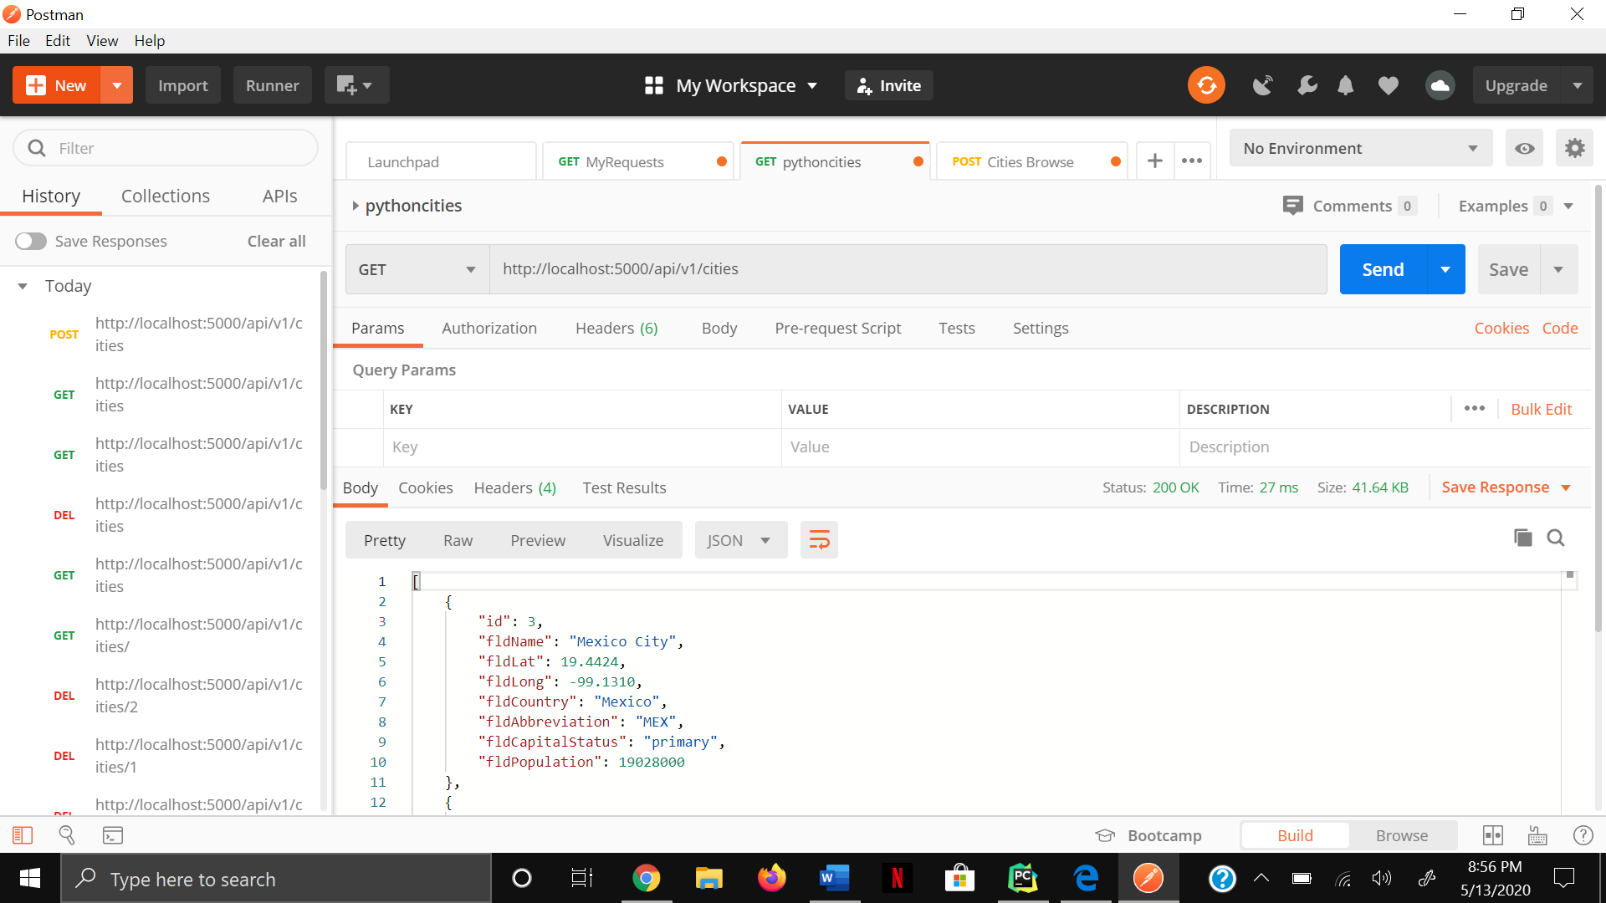 Postman
File Edit View Help
New Import Runner My Workspace Invite Upgrade
Filter
History Collections APIs
Save Responses Clear all
Today
POST http://localhost:5000/api/v1/c
ities
GET http://localhost:5000/api/v1/c
ities
GET http://localhost:5000/api/v1/c
ities
DEL http://localhost:5000/api/v1/c
ities
GET http://localhost:5000/api/v1/c
ities
GET http://localhost:5000/api/v1/c
ities/
DEL http://localhost:5000/api/v1/c
ities/2
DEL http://localhost:5000/api/v1/c
ities/1
DEL http://localhost:5000/api/v1/c
Launchpad GET MyRequests GET pythoncities POST Cities Browse No Environment
pythoncities Comments 0 Examples 0
GET http://localhost:5000/api/v1/cities Send Save
Params Authorization Headers (6) Body Pre-request Script Tests Settings Cookies Code
Query Params
KEY VALUE DESCRIPTION Bulk Edit
Key Value Description
Body Cookies Headers (4) Test Results Status: 200 OK Time: 27 ms Size: 41.64 KB Save Response
Pretty Raw Preview Visualize JSON
1 [
2 {
3 "id": 3,
4 "fldName": "Mexico City",
5 "fldLat": 19.4424,
6 "fldLong": -99.1310,
7 "fldCountry": "Mexico",
8 "fldAbbreviation": "MEX",
9 "fldCapitalStatus": "primary",
10 "fldPopulation": 19028000
11 },
12 {
Bootcamp Build Browse
Type here to search
8:56 PM
5/13/2020